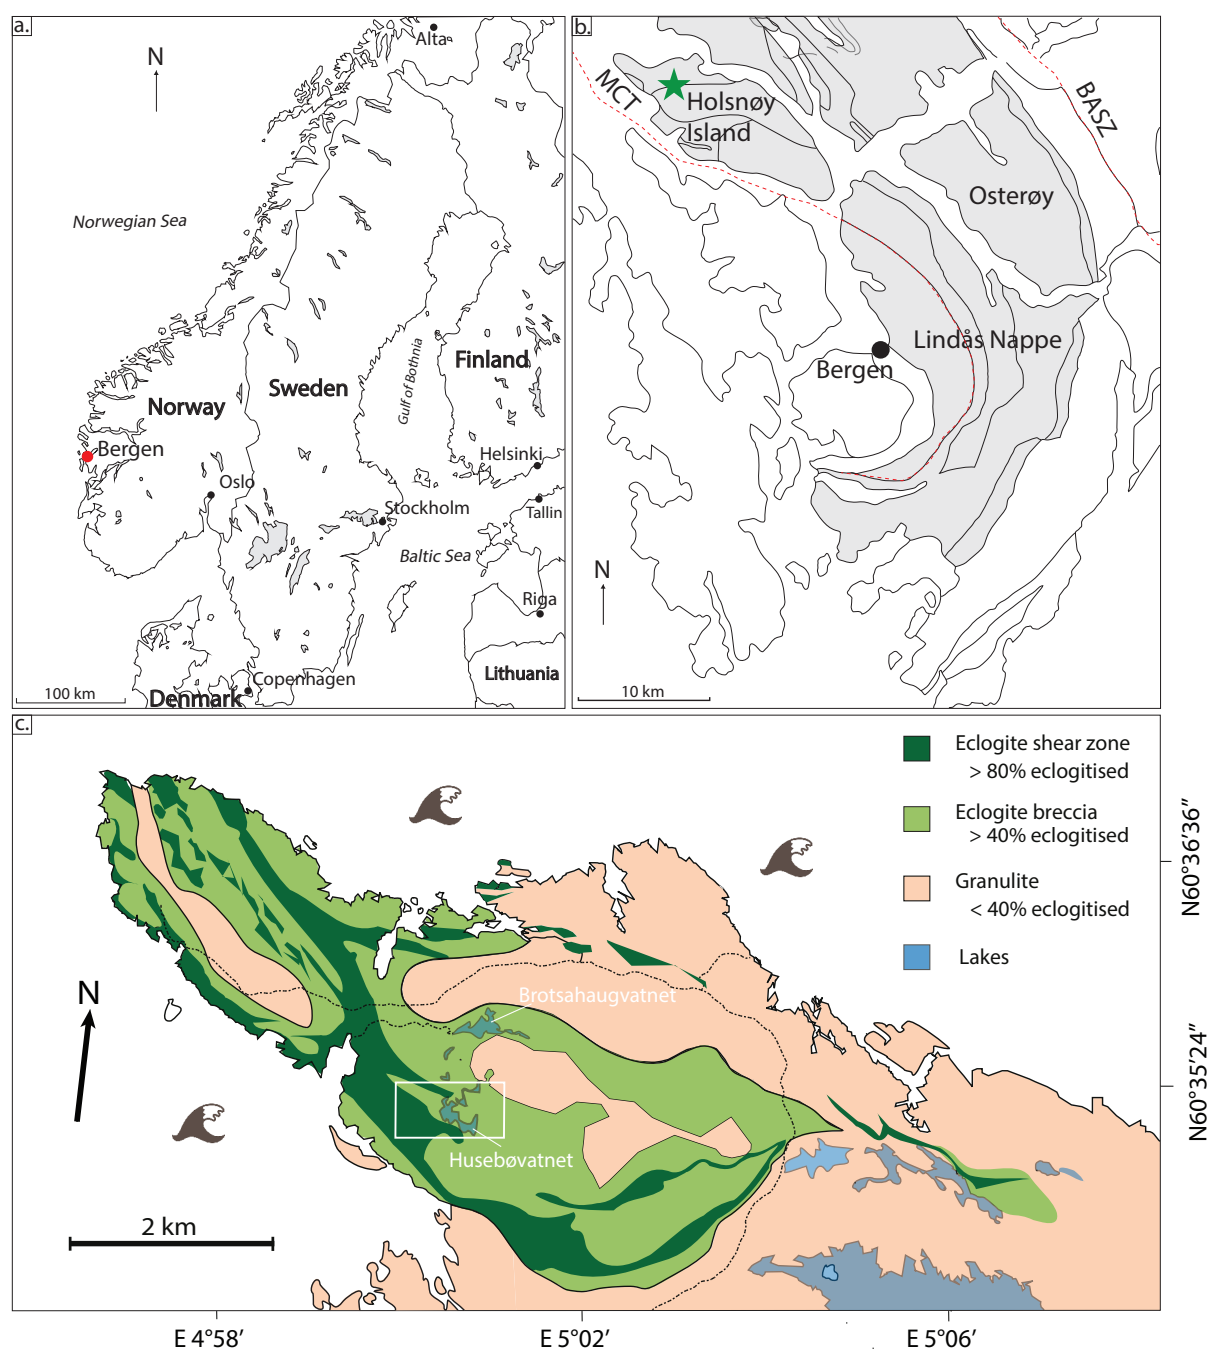 a.
Alta
N
Norwegian Sea
Gulf of Bothnia
Finland
Sweden
Norway
Bergen
Helsinki
Oslo
Stockholm
Tallin
Baltic Sea
Riga
Lithuania
Copenhagen
Denmark
100 km
b.
MCT
BASZ
Holsnøy
Island
Osterøy
Lindås Nappe
Bergen
N
10 km
c.
Eclogite shear zone
> 80% eclogitised
Eclogite breccia
> 40% eclogitised
Granulite
< 40% eclogitised
Lakes
N60°36’36”
N
Brotsahaugvatnet
N60°35’24”
Husebøvatnet
2 km
E 4°58’
E 5°02’
E 5°06’